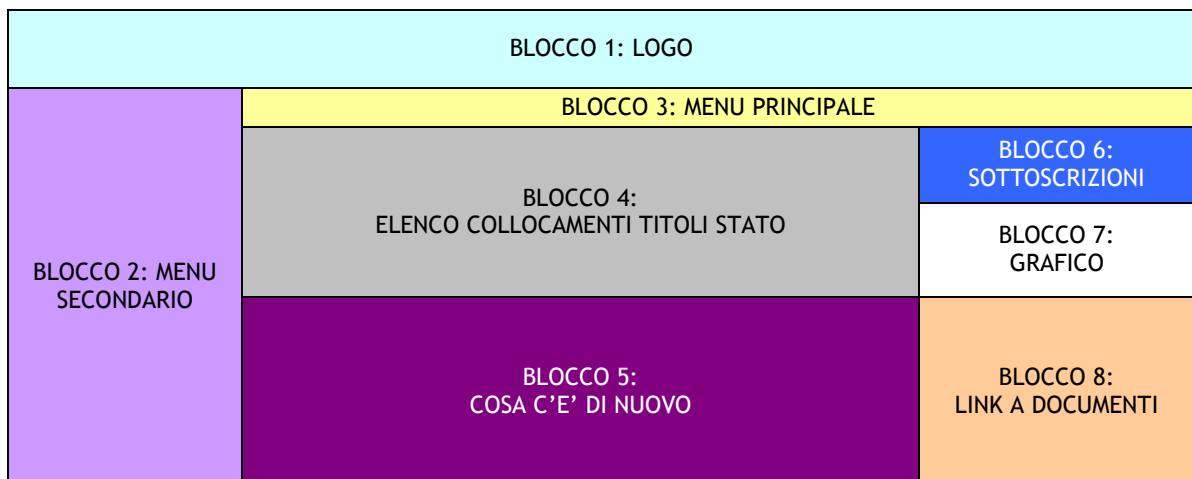 BLOCCO 1: LOGO
BLOCCO 2: MENU
SECONDARIO
BLOCCO 3: MENU PRINCIPALE
BLOCCO 4:
ELENCO COLLOCAMENTI TITOLI STATO
BLOCCO 5:
COSA C’E’ DI NUOVO
BLOCCO 6:
SOTTOSCRIZIONI
BLOCCO 7:
GRAFICO
BLOCCO 8:
LINK A DOCUMENTI